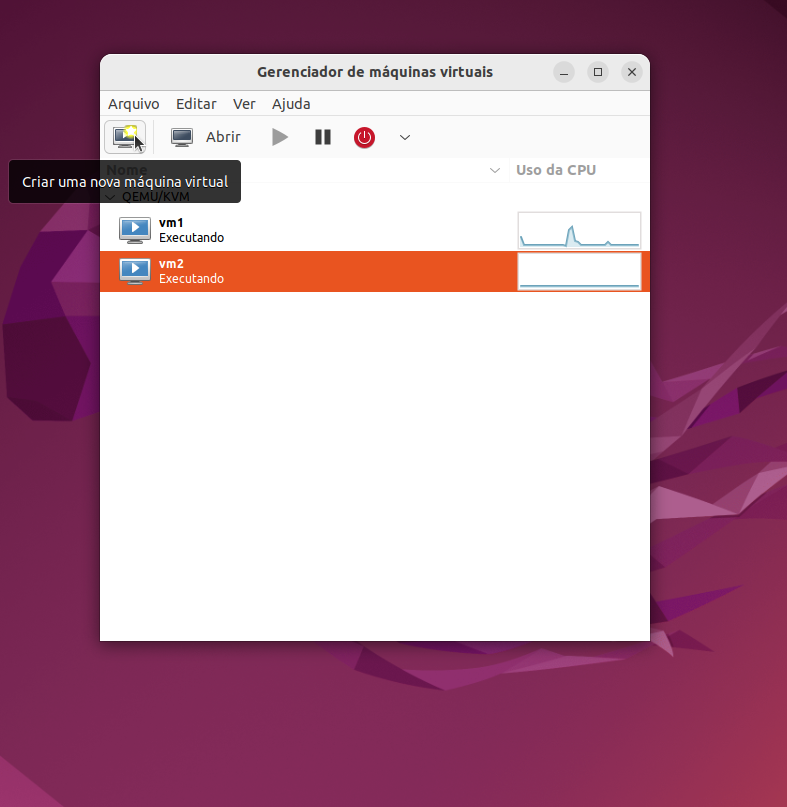 Gerenciador de máquinas virtuais
Arquivo Editar Ver Ajuda
Abrir
Nome Uso da CPU
Criar uma nova máquina virtual
QEMU/KVM
vm1
Executando
vm2
Executando